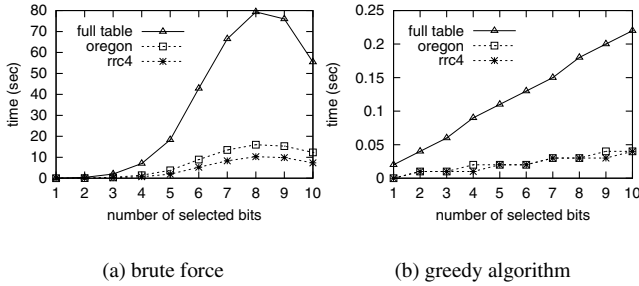 80
70
60
50
40
30
20
10
0
time (sec)
full table
oregon
rrc4
1 2 3 4 5 6 7 8 9 10
number of selected bits
(a) brute force
0.25
0.2
0.15
0.1
0.05
0
time (sec)
full table
oregon
rrc4
1 2 3 4 5 6 7 8 9 10
number of selected bits
(b) greedy algorithm